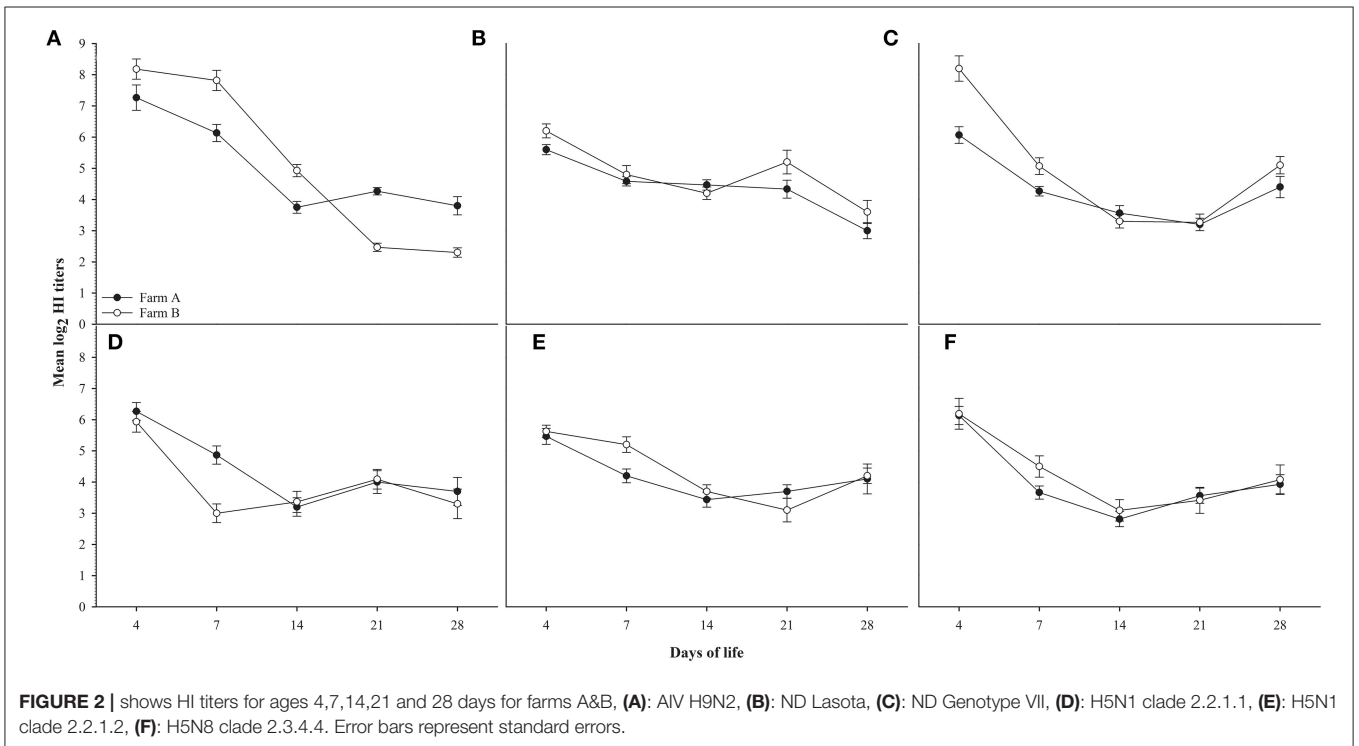 A
B
C
9
8
7
6
5
4
3
2
1
0
Farm A
Farm B
Mean log2 HI titers
D
E
F
8
7
6
5
4
3
2
1
0
4 7 14 21 28 4 7 14 21 28 4 7 14 21 28
Days of life
FIGURE 2 | shows HI titers for ages 4,7,14,21 and 28 days for farms A&B, (A): AIV H9N2, (B): ND Lasota, (C): ND Genotype VII, (D): H5N1 clade 2.2.1.1, (E): H5N1
clade 2.2.1.2, (F): H5N8 clade 2.3.4.4. Error bars represent standard errors.